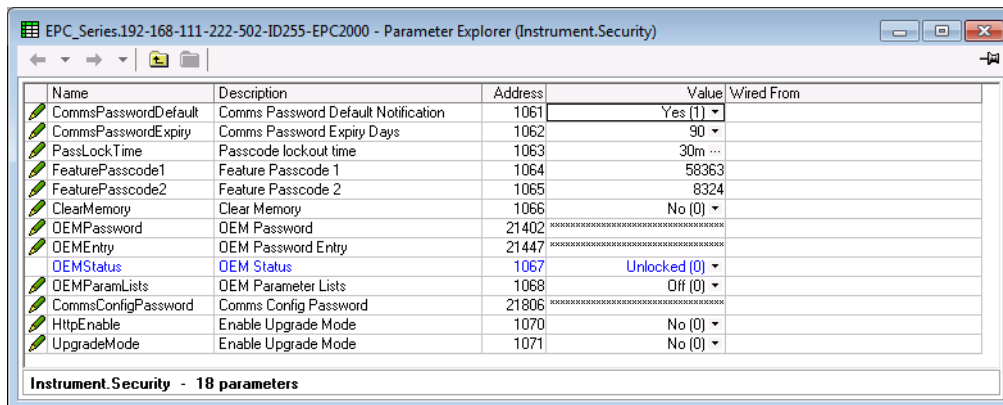 EPC_Series.192-168-111-222-502-ID255-EPC2000 - Parameter Explorer (Instrument.Security)
Name Description Address Value Wired From
CommsPasswordDefault Comms Password Default Notification 1061 Yes (1)
CommsPasswordExpiry Comms Password Expiry Days 1062 90
PassLockTime Passcode lockout time 1063 30m ...
FeaturePasscode1 Feature Passcode 1 1064 58363
FeaturePasscode2 Feature Passcode 2 1065 8324
ClearMemory Clear Memory 1066 No (0)
OEMPassword OEM Password 21402 **********************************
OEMEntry OEM Password Entry 21447 **********************************
OEMStatus OEM Status 1067 Unlocked (0)
OEMParamLists OEM Parameter Lists 1068 Off (0)
CommsConfigPassword Comms Config Password 21806 **********************************
HttpEnable Enable Upgrade Mode 1070 No (0)
UpgradeMode Enable Upgrade Mode 1071 No (0)
Instrument.Security - 18 parameters